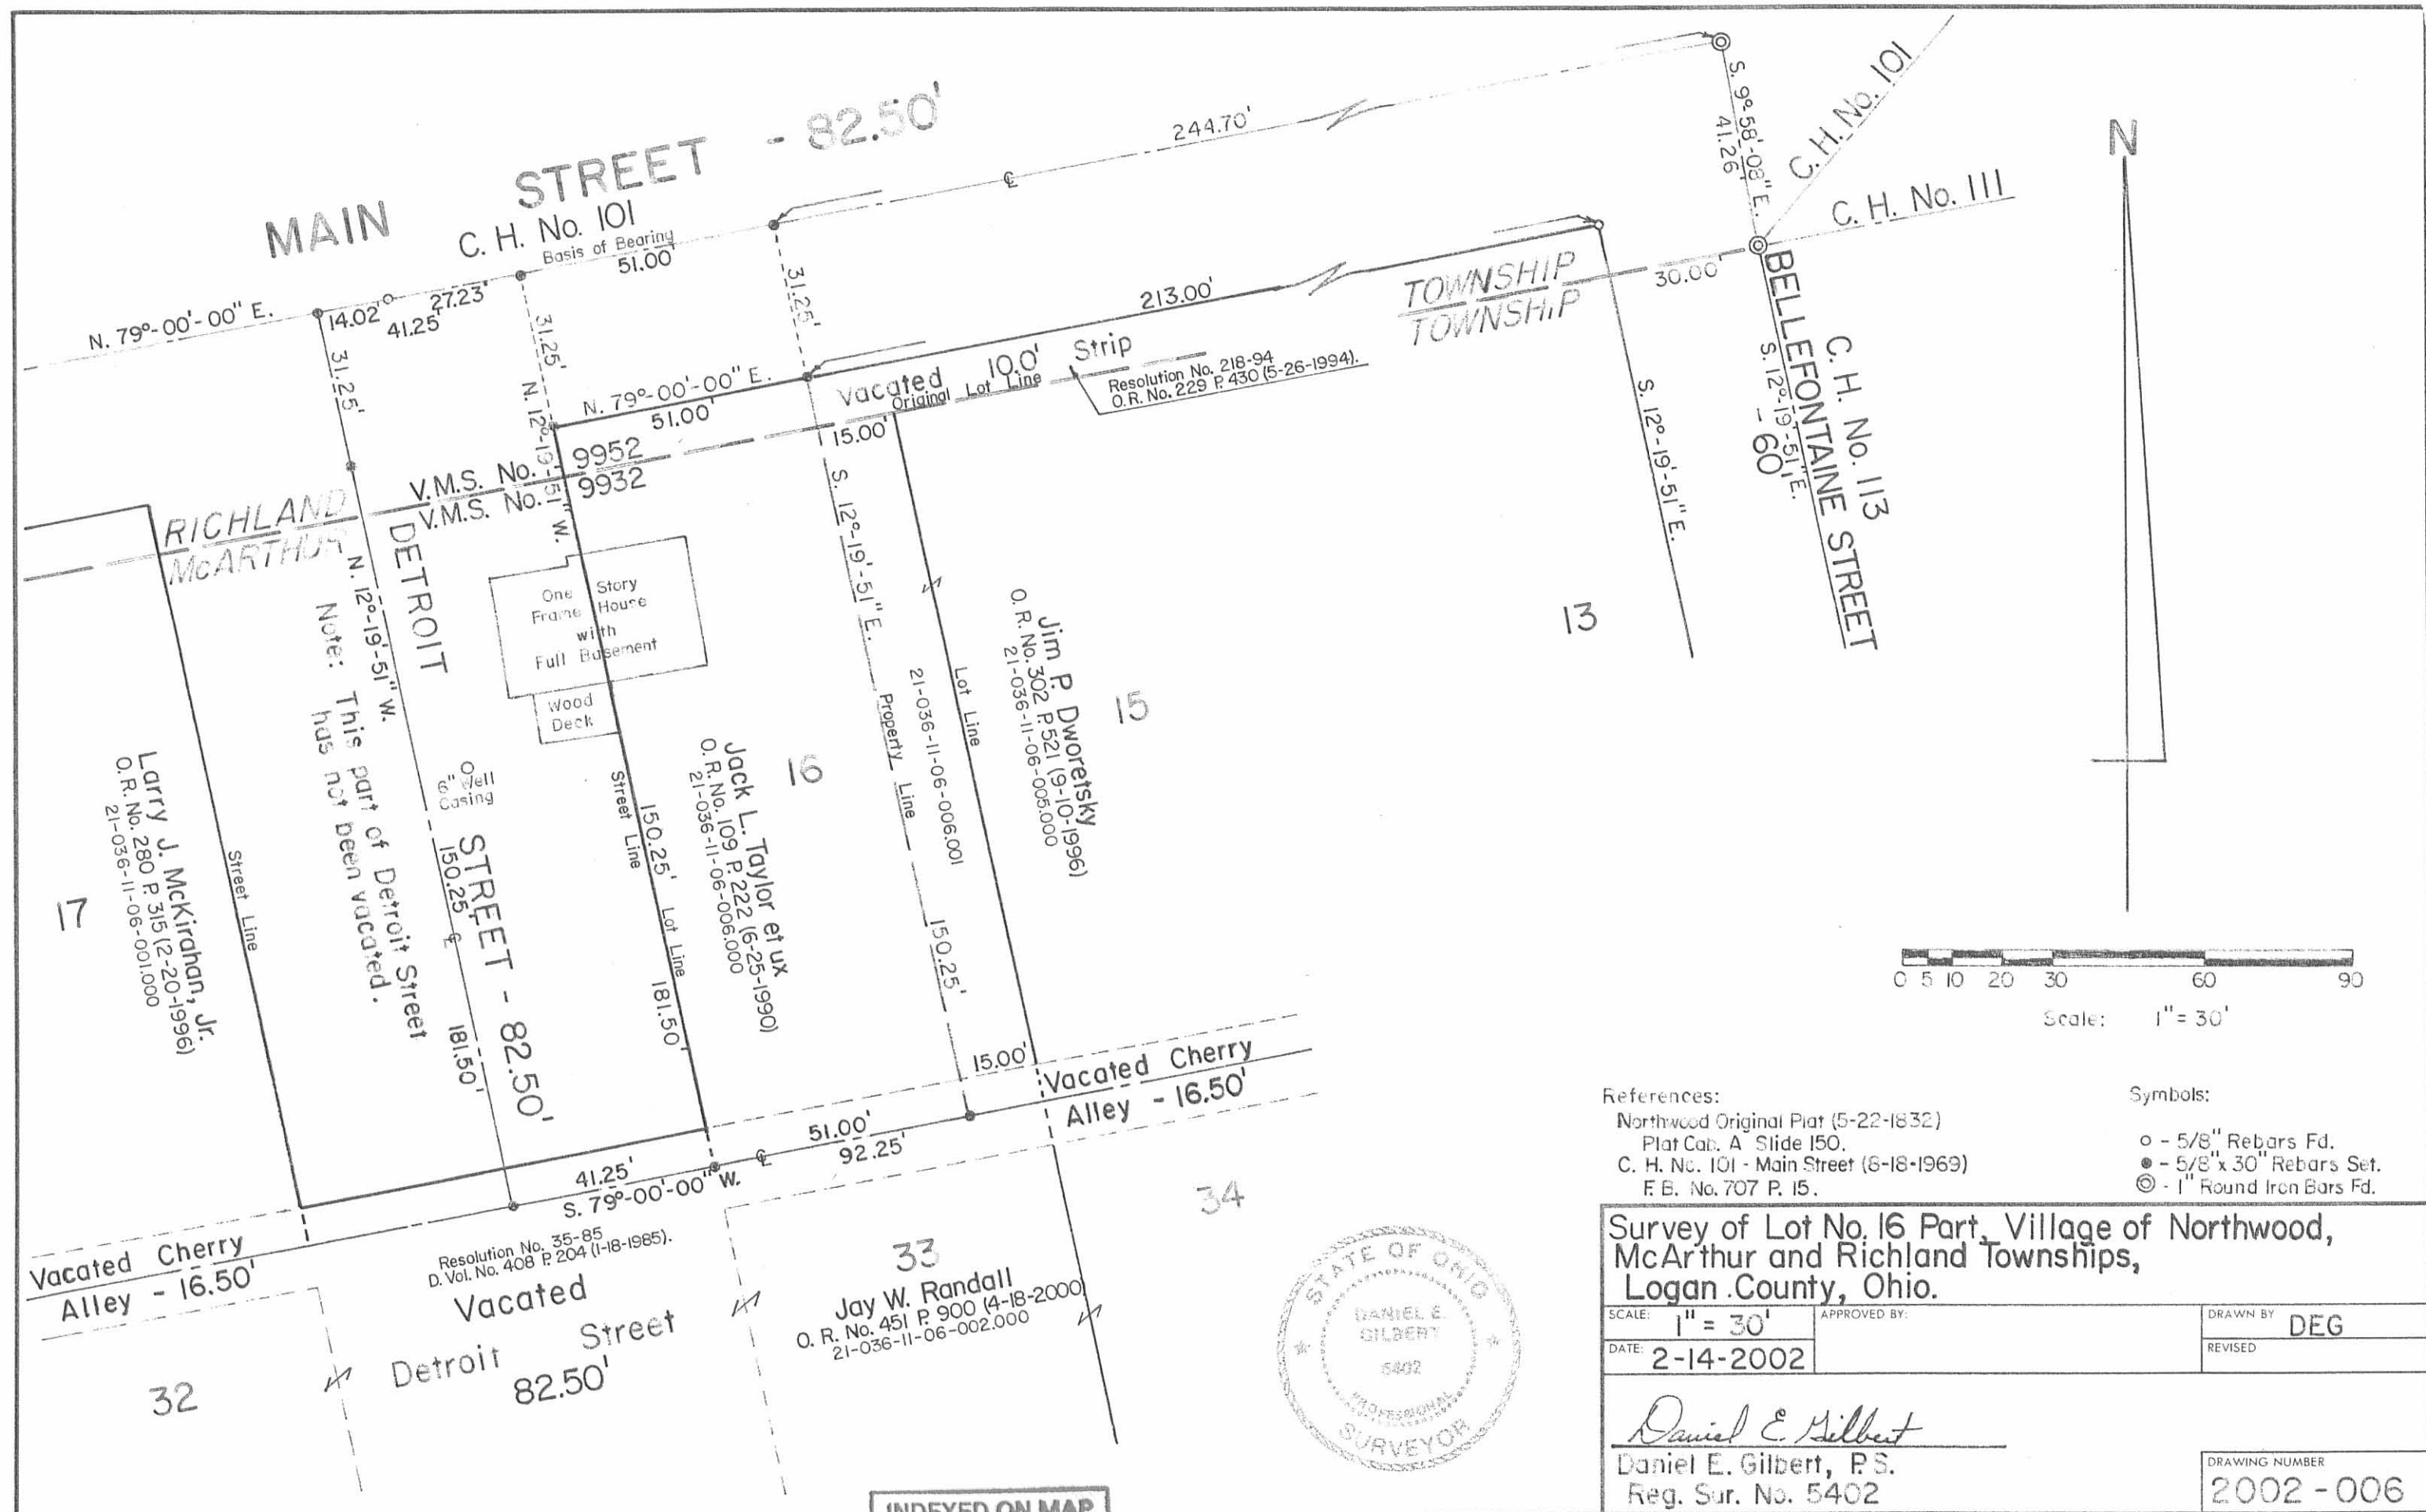 MAIN STREET - 82.50'
C. H. No. 101
Basis of Bearing
51.00'
N. 79°-00'-00" E.
14.02'
27.23'
41.25'
31.25'
31.25'
31.25'
244.70'
℄
S. 9°-58'-08" E.
41.26'
C. H. No. 101
C. H. No. 111
N
30.00'
TOWNSHIP
TOWNSHIP
213.00'
N. 79°-00'-00" E.
51.00'
Vacated 10.0' Strip
Original Lot Line
Resolution No. 218-94
O.R. No. 229 P. 430 (5-26-1994).
15.00'
BELLEFONTAINE STREET
C. H. No. 113
S. 12°-19'-51" E.
- 60'
S. 12°-19'-51" E.
N. 12°-19'-51" W.
V.M.S. No. 9952
V.M.S. No. 9932
RICHLAND
McARTHUR
DETROIT STREET - 82.50'
N. 12°-19'-51" W.
Note: This part of Detroit Street
has not been vacated.
One Story
Frame House
with
Full Basement
Wood
Deck
6" Well
Casing
150.25'
℄
181.50'
Street Line
150.25'
Lot Line
181.50'
Street Line
17
Larry J. McKirahan, Jr.
O.R. No. 280 P. 315 (2-20-1996)
21-036-11-06-001.000
16
Jack L. Taylor et ux
O.R. No. 109 P. 222 (6-25-1990)
21-036-11-06-006.000
S. 12°-19'-51" E.
Property Line
150.25'
21-036-11-06-006.001
Lot Line
Jim P. Dworetsky
O.R. No. 302 P. 521 (9-10-1996)
21-036-11-06-005.000
15
13
15.00'
Vacated Cherry
Alley - 16.50'
51.00'
℄
92.25'
41.25'
S. 79°-00'-00" W.
Vacated Cherry
Alley - 16.50'
Resolution No. 35-85
D. Vol. No. 408 P. 204 (1-18-1985).
Vacated
Detroit Street
82.50'
32
33
Jay W. Randall
O. R. No. 451 P. 900 (4-18-2000)
21-036-11-06-002.000
34
0 5 10 20 30 60 90
Scale: 1" = 30'
References:
Northwood Original Plat (5-22-1832)
Plat Cab. A Slide 150.
C. H. No. 101 - Main Street (8-18-1969)
F.B. No. 707 P. 15.
Symbols:
○ - 5/8" Rebars Fd.
● - 5/8" x 30" Rebars Set.
◎ - 1" Round Iron Bars Fd.
STATE OF OHIO
DANIEL E.
GILBERT
5402
PROFESSIONAL
SURVEYOR
Survey of Lot No. 16 Part, Village of Northwood,
McArthur and Richland Townships,
Logan County, Ohio.
SCALE: 1" = 30'
APPROVED BY:
DRAWN BY DEG
DATE: 2-14-2002
REVISED
Daniel E. Gilbert
Daniel E. Gilbert, P.S.
Reg. Sur. No. 5402
DRAWING NUMBER
2002-006
INDEXED ON MAP